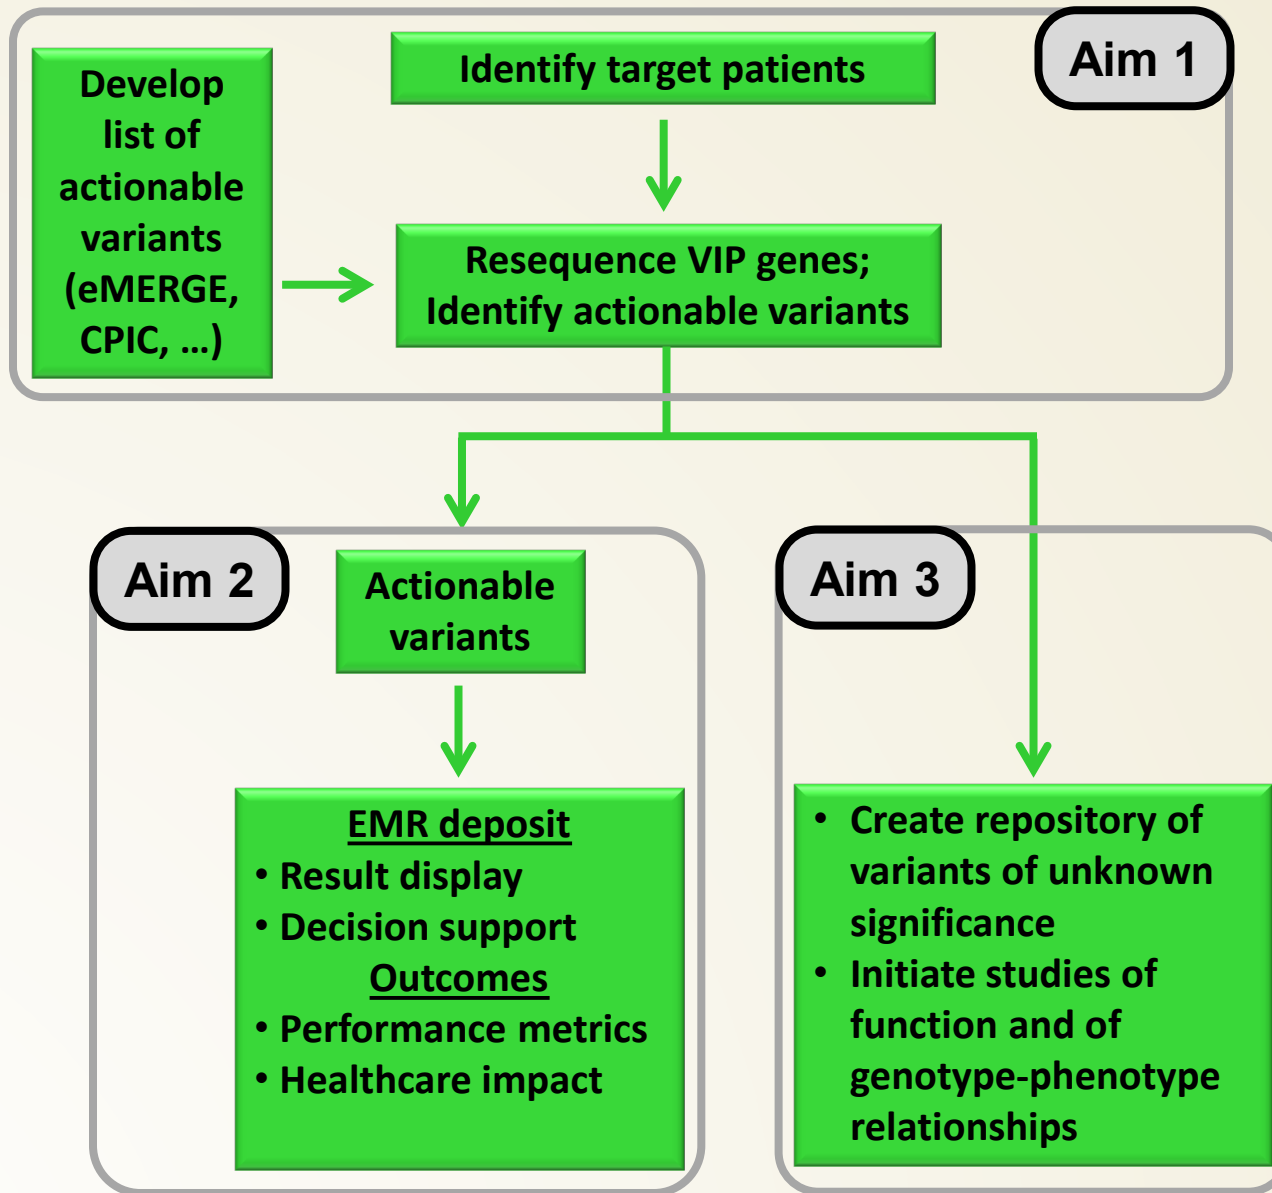 Aim 1
Develop
list of
actionable
variants
(eMERGE,
CPIC, …)
Identify target patients
Resequence VIP genes;
Identify actionable variants
Aim 2
Actionable
variants
EMR deposit
• Result display
• Decision support
Outcomes
• Performance metrics
• Healthcare impact
Aim 3
• Create repository of
variants of unknown
significance
• Initiate studies of
function and of
genotype-phenotype
relationships